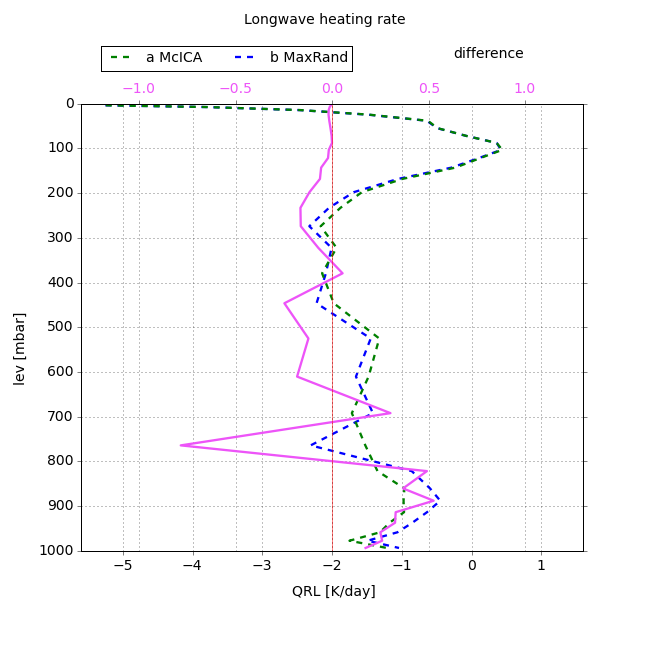 Longwave heating rate
a McICA b MaxRand difference
−1.0 −0.5 0.0 0.5 1.0
0
100
200
300
400
500
600
700
800
900
1000
lev [mbar]
−5 −4 −3 −2 −1 0 1
QRL [K/day]